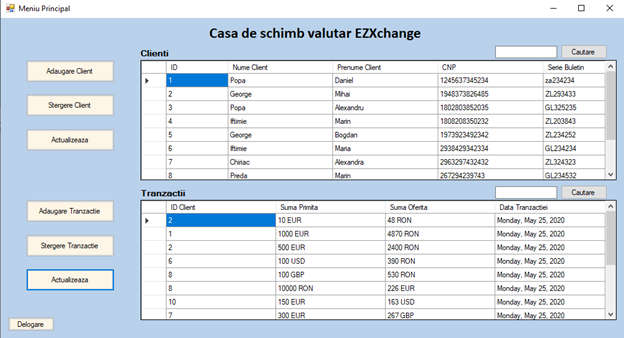 Meniu Principal
Casa de schimb valutar EZXchange
Clienti
Cautare
Adaugare Client
Stergere Client
Actualizeaza
ID Nume Client Prenume Client CNP Serie Buletin
1 Popa Daniel 1245637345234 za234234
2 George Mihai 1948373826485 ZL293433
3 Popa Alexandru 1802803852035 GL325235
4 Iftimie Marin 1808208350232 ZL203843
5 George Bogdan 1973923492342 ZL234252
6 Iftimie Maria 2938429342334 GL234234
7 Chiriac Alexandra 2963297432432 ZL324323
8 Preda Marin 267294239743 GL234532
Tranzactii
Cautare
Adaugare Tranzactie
Stergere Tranzactie
Actualizeaza
Delogare
ID Client Suma Primita Suma Oferita Data Tranzactiei
2 10 EUR 48 RON Monday, May 25, 2020
1 1000 EUR 4870 RON Monday, May 25, 2020
2 500 EUR 2400 RON Monday, May 25, 2020
6 100 USD 390 RON Monday, May 25, 2020
8 100 GBP 530 RON Monday, May 25, 2020
8 10000 RON 226 EUR Monday, May 25, 2020
10 150 EUR 163 USD Monday, May 25, 2020
7 300 EUR 267 GBP Monday, May 25, 2020